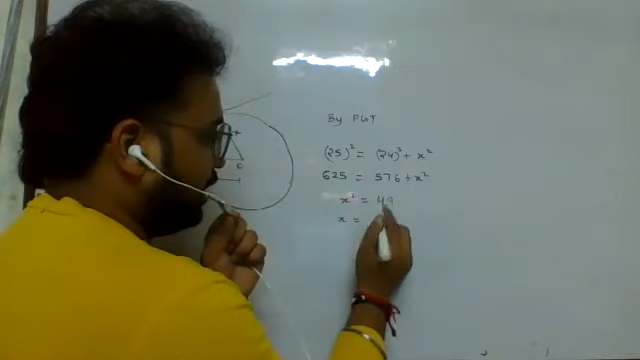 x
O
By PGT
(25)² = (24)² + x²
625 = 576 + x²
x² = 49
x =